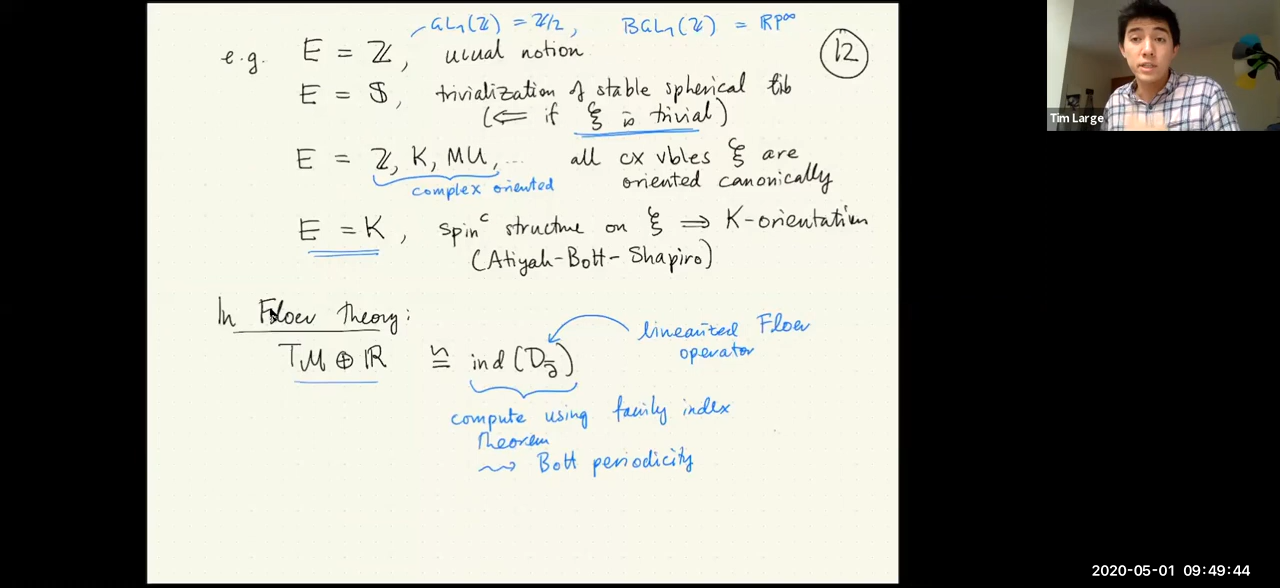 GL₁(ℤ) = ℤ/2, BGL₁(ℤ) = ℝP^∞
e.g. E = ℤ, usual notion
12
E = 𝕊, trivialization of stable spherical fib
(⇐ if ξ is trivial)
E = ℤ, K, MU, ... all cx vbles ξ are
complex oriented
oriented canonically
E = K, spin^c structure on ξ ⇒ K-orientation
(Atiyah-Bott-Shapiro)
In Floer theory:
TM ⊕ ℝ ≅ ind(D_∂̄)
linearized Floer
operator
compute using family index
theorem
⇝ Bott periodicity
Tim Large
2020-05-01 09:49:44